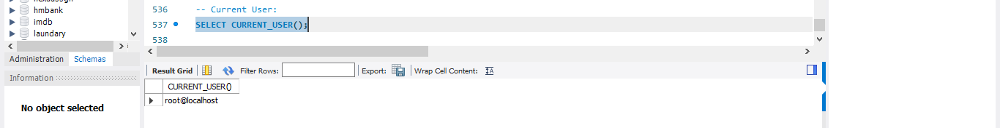 hmbank
imdb
laundary
Administration Schemas
Information
No object selected
536 -- Current User:
537 SELECT CURRENT_USER();
538
Result Grid Filter Rows: Export: Wrap Cell Content:
CURRENT_USER()
root@localhost